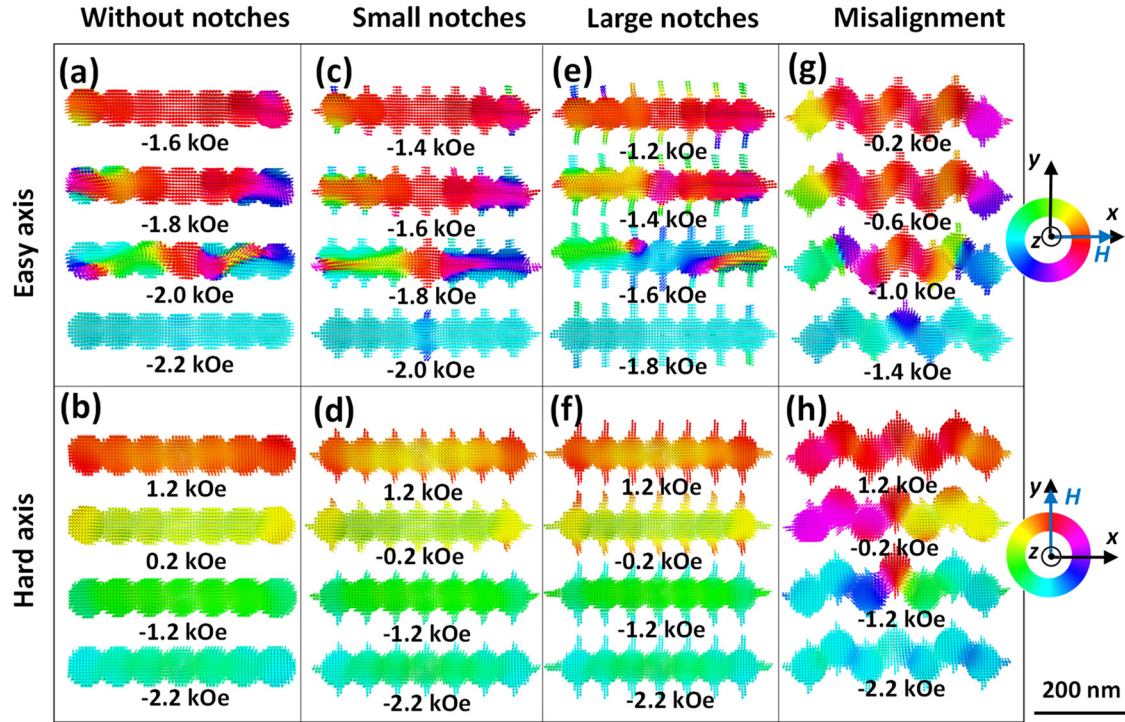 Without notches
Small notches
Large notches
Misalignment
Easy axis
(a)
-1.6 kOe
-1.8 kOe
-2.0 kOe
-2.2 kOe
(c)
-1.4 kOe
-1.6 kOe
-1.8 kOe
-2.0 kOe
(e)
-1.2 kOe
-1.4 kOe
-1.6 kOe
-1.8 kOe
(g)
-0.2 kOe
-0.6 kOe
-1.0 kOe
-1.4 kOe
y
x
z
H
Hard axis
(b)
1.2 kOe
0.2 kOe
-1.2 kOe
-2.2 kOe
(d)
1.2 kOe
-0.2 kOe
-1.2 kOe
-2.2 kOe
(f)
1.2 kOe
-0.2 kOe
-1.2 kOe
-2.2 kOe
(h)
1.2 kOe
-0.2 kOe
-1.2 kOe
-2.2 kOe
y
H
x
z
200 nm